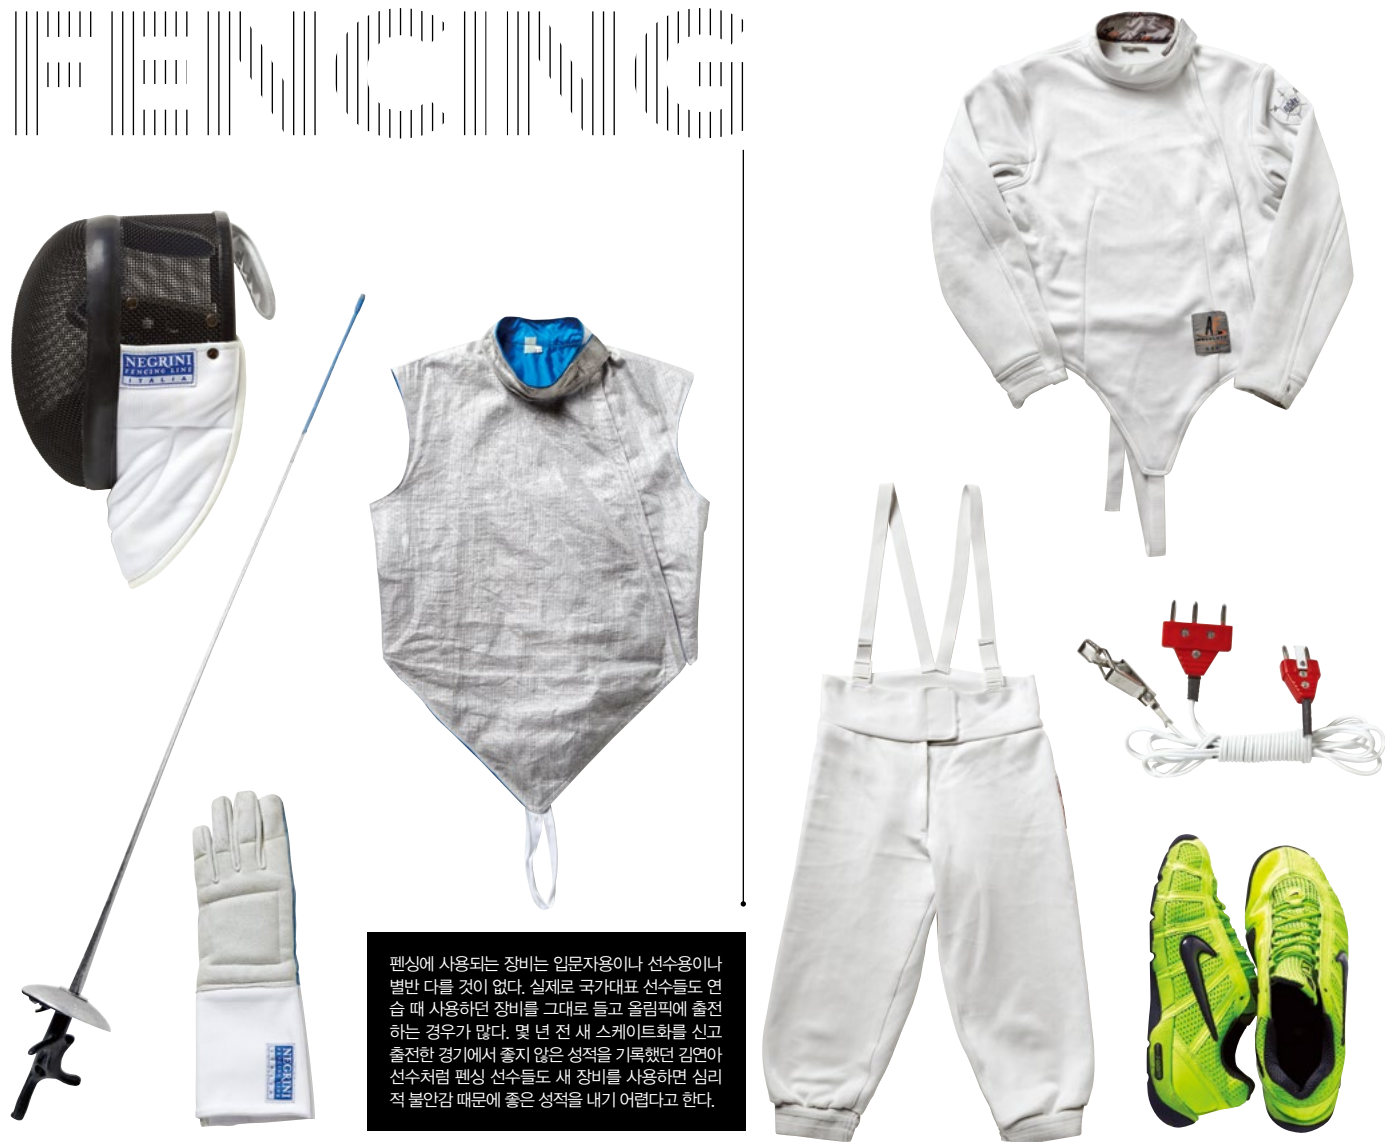 FENCING
NEGRINI
FENCING LINE
ITALIA
펜싱에 사용되는 장비는 입문자용이나 선수용이나
별반 다를 것이 없다. 실제로 국가대표 선수들도 연
습 때 사용하던 장비를 그대로 들고 올림픽에 출전
하는 경우가 많다. 몇 년 전 새 스케이트화를 신고
출전한 경기에서 좋지 않은 성적을 기록했던 김연아
선수처럼 펜싱 선수들도 새 장비를 사용하면 심리
적 불안감 때문에 좋은 성적을 내기 어렵다고 한다.
NEGRINI
FENCING LINE
ITALIA